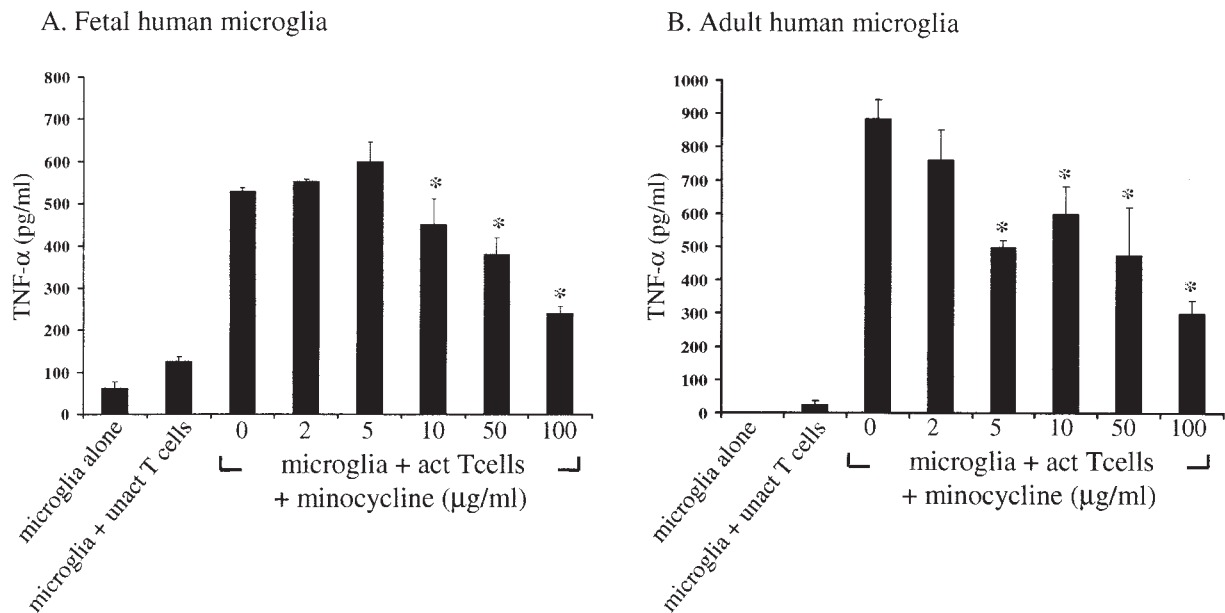 A. Fetal human microglia
TNF-α (pg/ml)
800
700
600
500
400
300
200
100
0
*
*
*
microglia alone
microglia + unact T cells
0 2 5 10 50 100
microglia + act Tcells
+ minocycline (μg/ml)
B. Adult human microglia
TNF-α (pg/ml)
1000
900
800
700
600
500
400
300
200
100
0
*
*
*
*
microglia alone
microglia + unact T cells
0 2 5 10 50 100
microglia + act Tcells
+ minocycline (μg/ml)